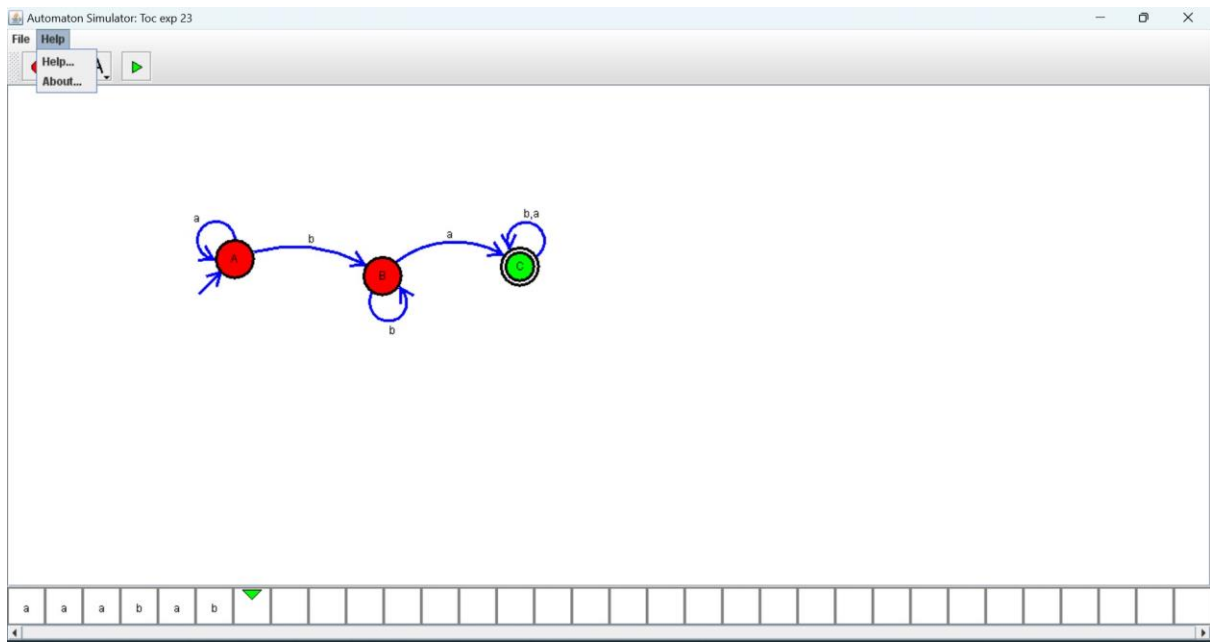 Automaton Simulator: Toc exp 23
File Help
Help...
About...
A
a
b
a
b,a
A
B
C
b
a a a b a b